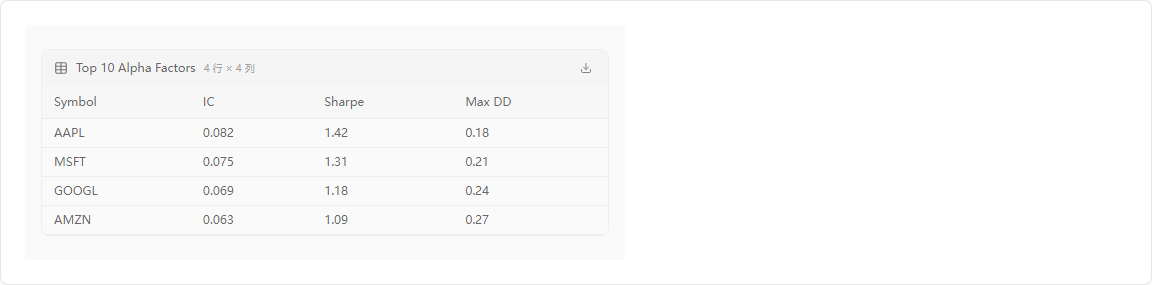 Top 10 Alpha Factors 4 行 × 4 列
Symbol IC Sharpe Max DD
AAPL 0.082 1.42 0.18
MSFT 0.075 1.31 0.21
GOOGL 0.069 1.18 0.24
AMZN 0.063 1.09 0.27